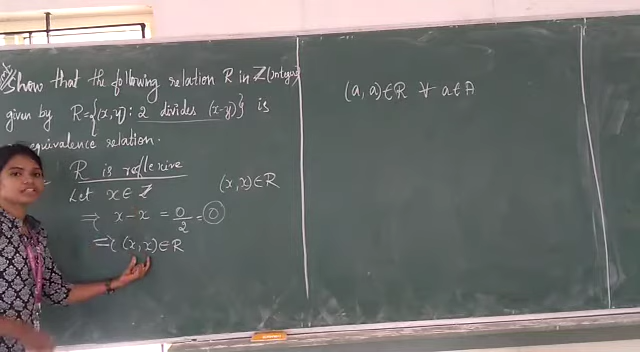 Show that the following relation R in Z (integer)
given by R={(x,y): 2 divides (x-y)} is
equivalence relation.
R is reflexive
Let x∈Z
(x,x)∈R
⇒ x-x = 0/2 = 0
⇒ (x,x)∈R
(a,a)∈R ∀ a∈A